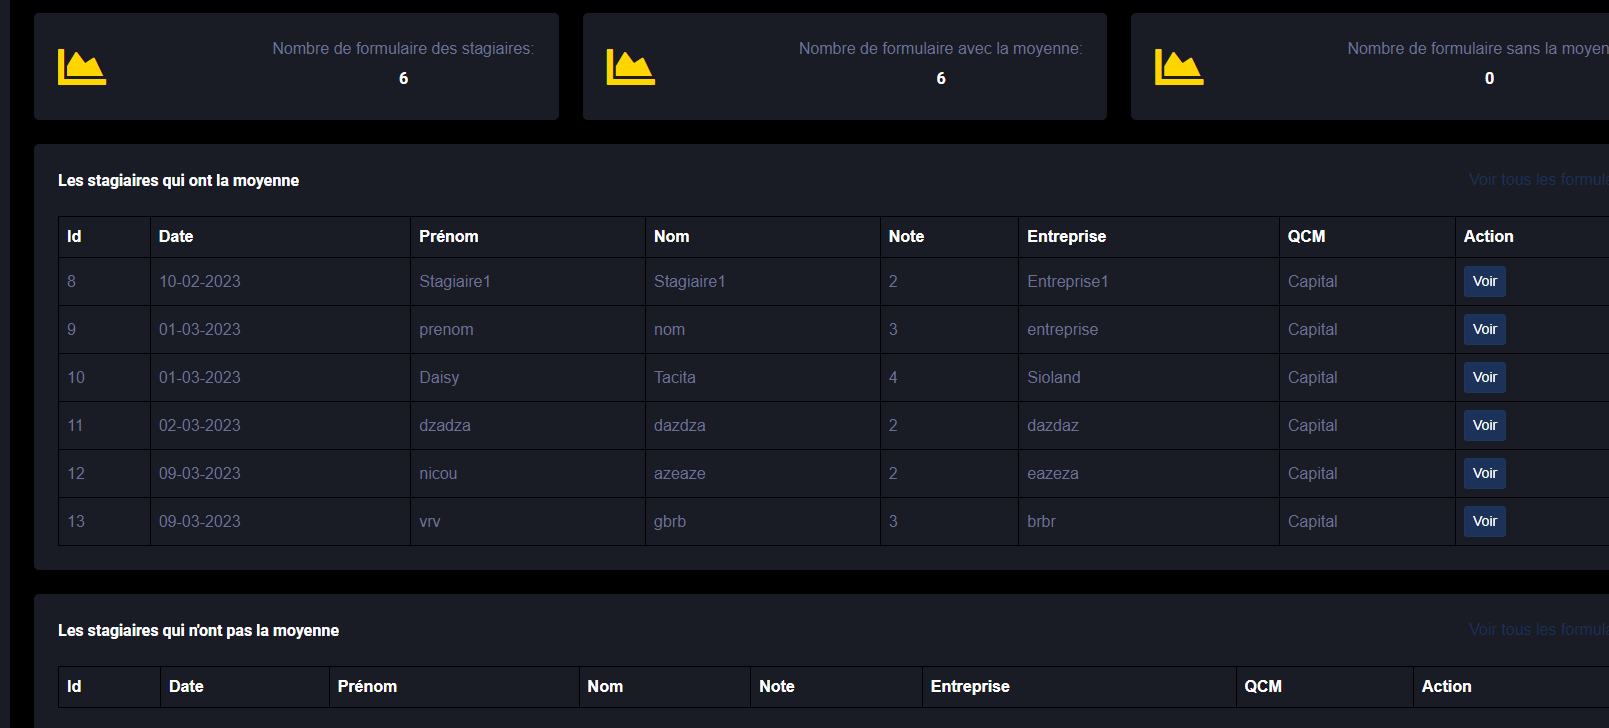 Nombre de formulaire des stagiaires:
6
Nombre de formulaire avec la moyenne:
6
Nombre de formulaire sans la moyen
0
Les stagiaires qui ont la moyenne
Voir tous les formula
Id Date Prénom Nom Note Entreprise QCM Action
8 10-02-2023 Stagiaire1 Stagiaire1 2 Entreprise1 Capital Voir
9 01-03-2023 prenom nom 3 entreprise Capital Voir
10 01-03-2023 Daisy Tacita 4 Sioland Capital Voir
11 02-03-2023 dzadza dazdza 2 dazdaz Capital Voir
12 09-03-2023 nicou azeaze 2 eazeza Capital Voir
13 09-03-2023 vrv gbrb 3 brbr Capital Voir
Les stagiaires qui n'ont pas la moyenne
Voir tous les formula
Id Date Prénom Nom Note Entreprise QCM Action